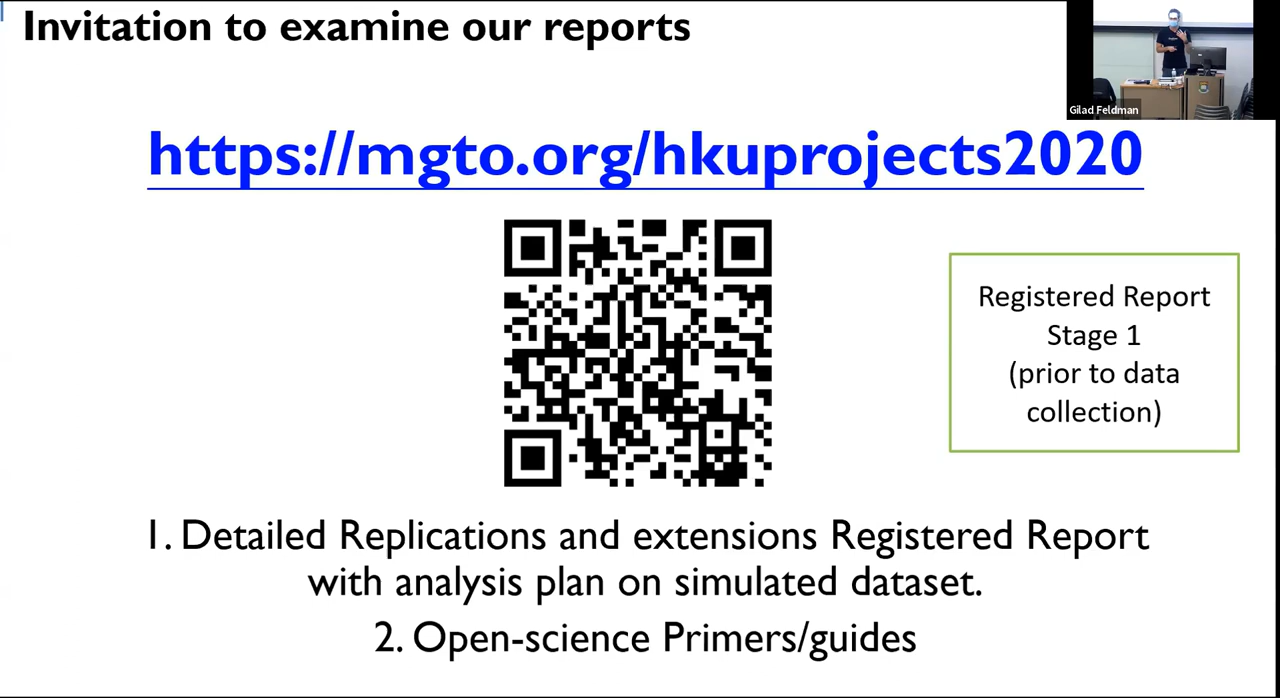 Invitation to examine our reports
Gilad Feldman
https://mgto.org/hkuprojects2020
Registered Report
Stage 1
(prior to data
collection)
1. Detailed Replications and extensions Registered Report
with analysis plan on simulated dataset.
2. Open-science Primers/guides